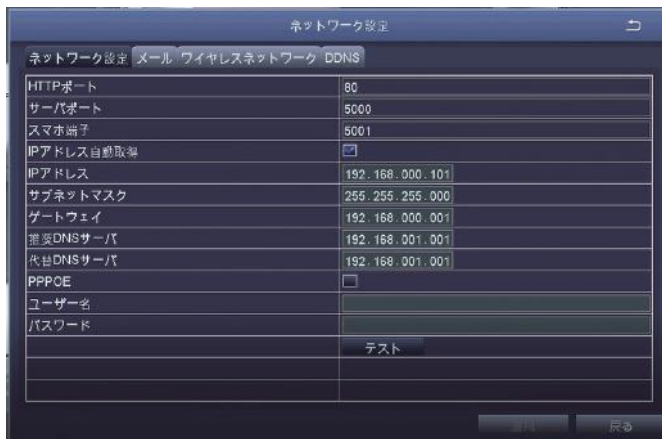 ネットワーク設定
ネットワーク設定 メール ワイヤレスネットワーク DDNS
HTTPポート 80
サーバポート 5000
スマホ端子 5001
IPアドレス自動取得
IPアドレス 192.168.000.101
サブネットマスク 255.255.255.000
ゲートウェイ 192.168.000.001
推奨DNSサーバ 192.168.001.001
代替DNSサーバ 192.168.001.001
PPPOE
ユーザー名
パスワード
テスト
戻る